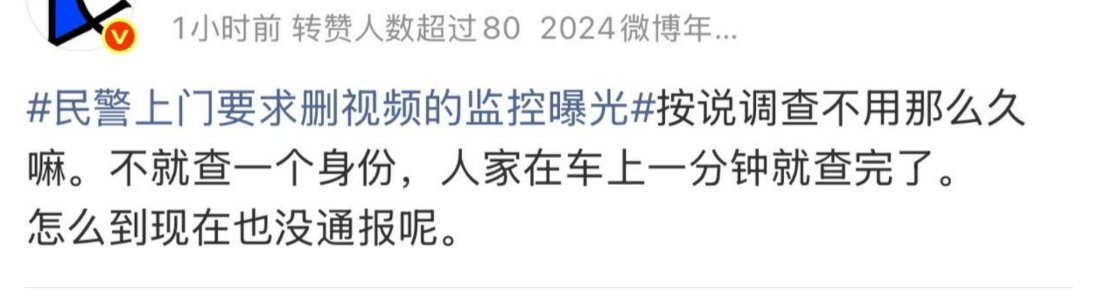 1小时前 转赞人数超过80 2024微博年...
#民警上门要求删视频的监控曝光#按说调查不用那么久
嘛。不就查一个身份，人家在车上一分钟就查完了。
怎么到现在也没通报呢。